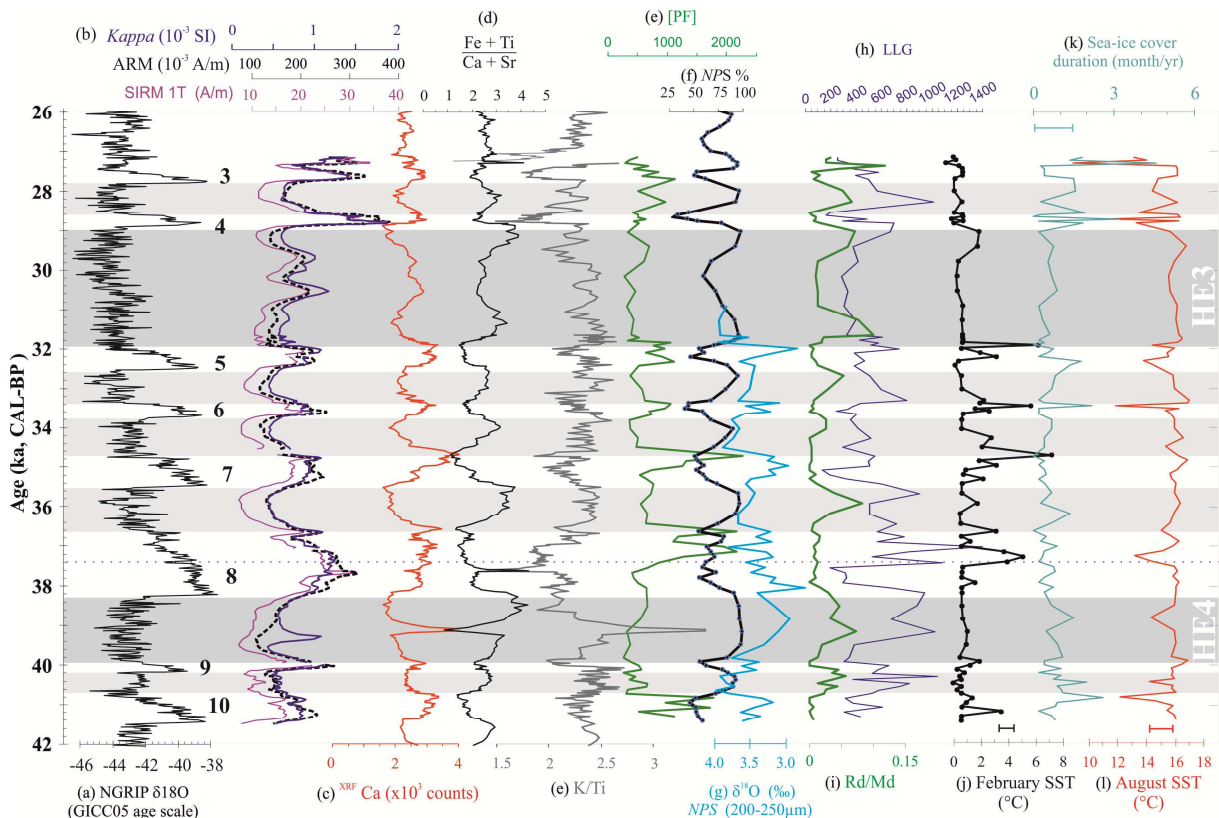 (b) Kappa (10⁻³ SI)
0 1 2
ARM (10⁻³ A/m)
100 200 300 400
SIRM 1T (A/m)
10 20 30 40
(d)
Fe + Ti
Ca + Sr
0 1 2 3 4 5
(e) [PF]
0 1000 2000
(f) NPS %
25 50 75 100
(h) LLG
0 200 400 600 800 1000 1200 1400
(k) Sea-ice cover
duration (month/yr)
0 3 6
Age (ka, CAL-BP)
26
28
30
32
34
36
38
40
42
3
4
5
6
7
8
9
10
HE3
HE4
-46 -44 -42 -40 -38
(a) NGRIP δ18O
(GICC05 age scale)
0 1 2 3 4
(c) XRF Ca (x10³ counts)
1 1.5 2 2.5 3
(e) K/Ti
4.0 3.5 3.0
(g) δ¹⁸O (‰)
NPS (200-250µm)
0 0.15
(i) Rd/Md
0 2 4 6 8
(j) February SST
(°C)
10 12 14 16 18
(l) August SST
(°C)